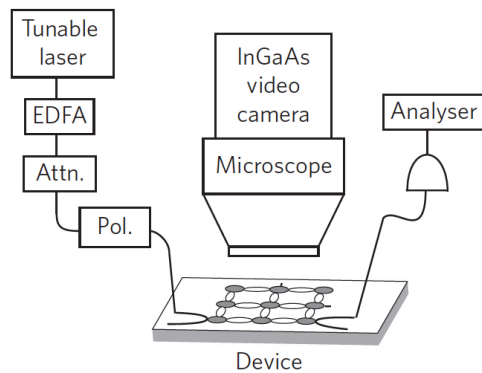 Tunable
laser
EDFA
Attn.
Pol.
InGaAs
video
camera
Microscope
Analyser
Device